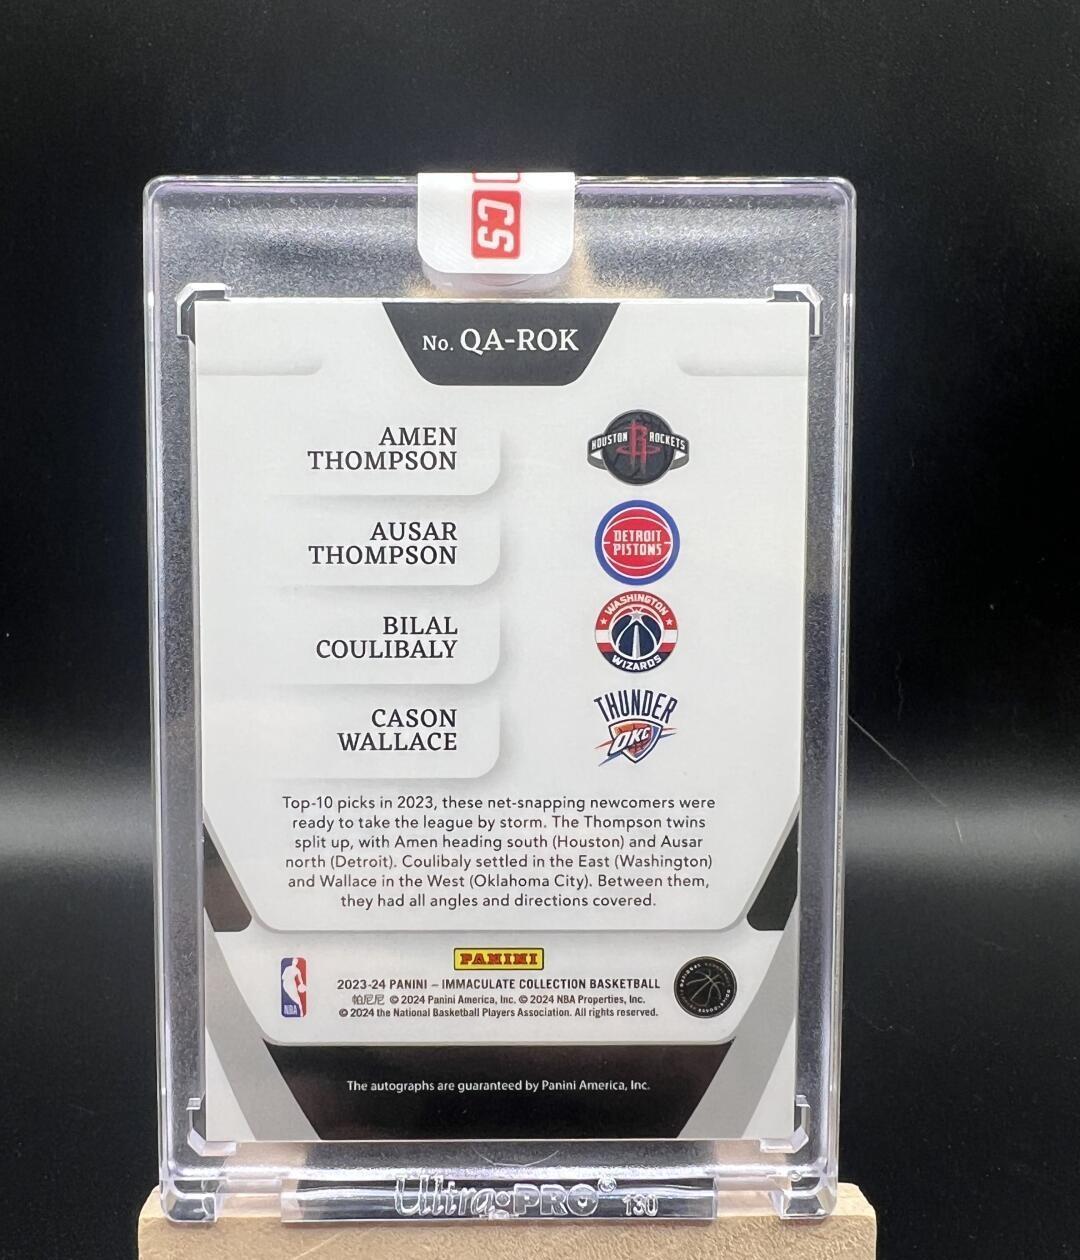 CS
No. QA-ROK
AMEN
THOMPSON
HOUSTON ROCKETS
AUSAR
THOMPSON
DETROIT
PISTONS
BILAL
COULIBALY
WASHINGTON
WIZARDS
CASON
WALLACE
THUNDER
OKC
Top-10 picks in 2023, these net-snapping newcomers were
ready to take the league by storm. The Thompson twins
split up, with Amen heading south (Houston) and Ausar
north (Detroit). Coulibaly settled in the East (Washington)
and Wallace in the West (Oklahoma City). Between them,
they had all angles and directions covered.
PANINI
2023-24 PANINI – IMMACULATE COLLECTION BASKETBALL
帕尼尼 © 2024 Panini America, Inc. © 2024 NBA Properties, Inc.
© 2024 the National Basketball Players Association. All rights reserved.
NBA
The autographs are guaranteed by Panini America, Inc.
Ultra·PRO® 130